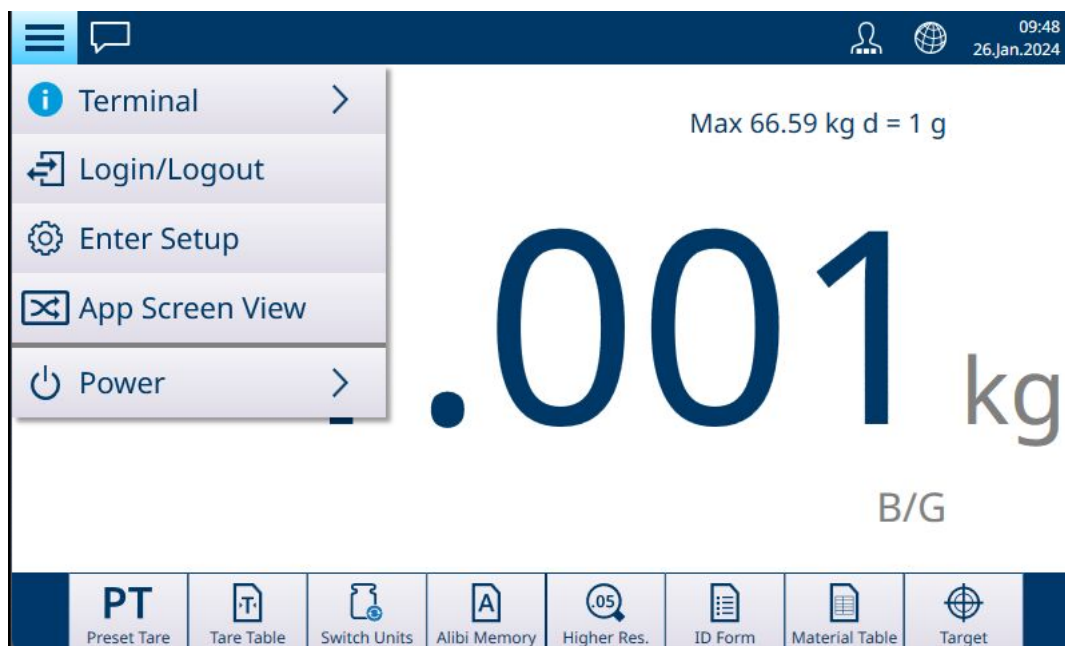 09:48
26.Jan.2024
Terminal
Login/Logout
Enter Setup
App Screen View
Power
Max 66.59 kg d = 1 g
.001 kg
B/G
PT
Preset Tare
T
Tare Table
Switch Units
A
Alibi Memory
.05
Higher Res.
ID Form
Material Table
Target